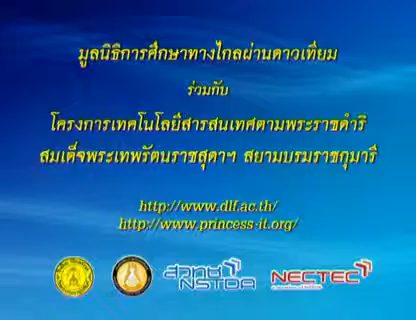 มูลนิธิการศึกษาทางไกลผ่านดาวเทียม
ร่วมกับ
โครงการเทคโนโลยีสารสนเทศตามพระราชดำริ
สมเด็จพระเทพรัตนราชสุดาฯ สยามบรมราชกุมารี
http://www.dlf.ac.th/
http://www.princess-it.org/
สวทช
NSTDA
NECTEC